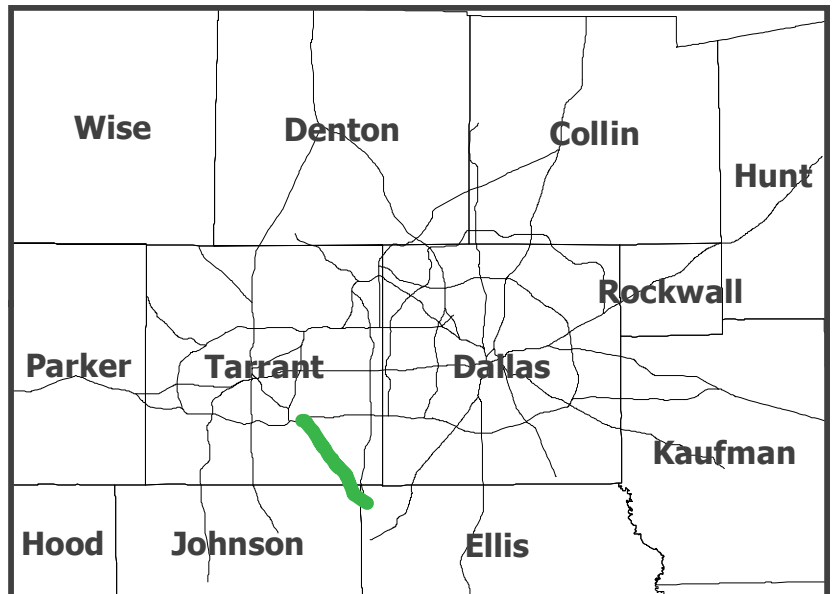 Wise
Denton
Collin
Hunt
Rockwall
Parker
Tarrant
Dallas
Kaufman
Hood
Johnson
Ellis